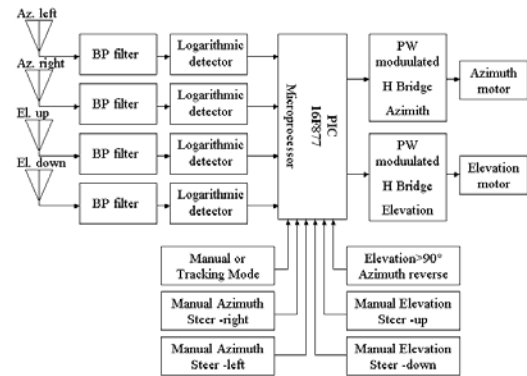 Az. left
Az. right
El. up
El. down
BP filter
Logarithmic
detector
BP filter
Logarithmic
detector
BP filter
Logarithmic
detector
BP filter
Logarithmic
detector
PIC
16F877
Microprocessor
PW
moduulated
H Bridge
Azimith
Azimuth
motor
PW
moduulated
H Bridge
Elevation
Elevation
motor
Manual or
Tracking Mode
Elevation>90°
Azimuth reverse
Manual Azimuth
Steer -right
Manual Elevation
Steer -up
Manual Azimuth
Steer -left
Manual Elevation
Steer -down